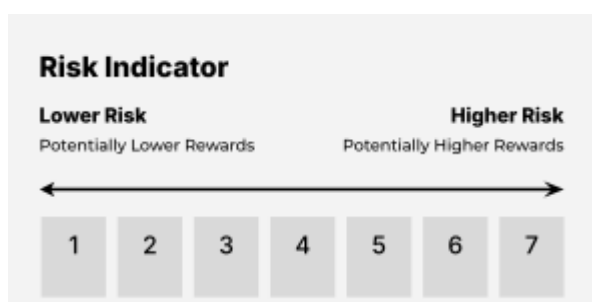 Risk Indicator
Lower Risk Higher Risk
Potentially Lower Rewards Potentially Higher Rewards
1 2 3 4 5 6 7